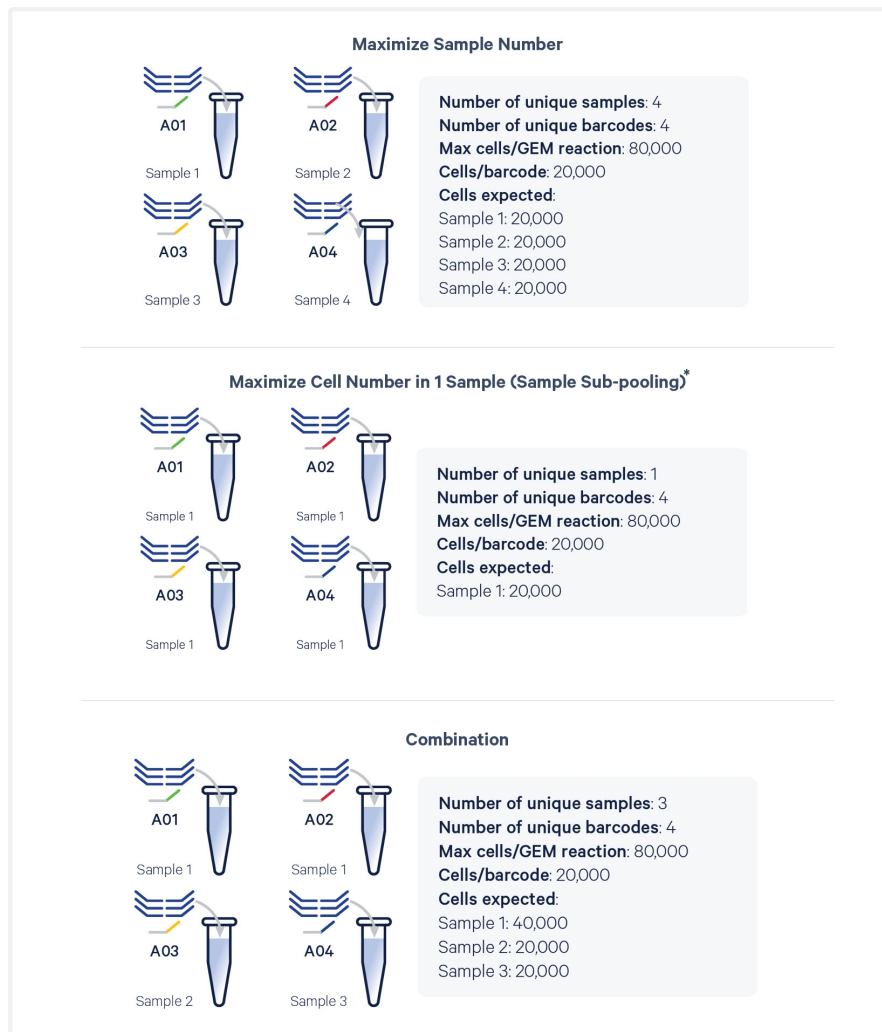 Maximize Sample Number
A01
A02
Sample 1
Sample 2
A03
A04
Sample 3
Sample 4
Number of unique samples: 4
Number of unique barcodes: 4
Max cells/GEM reaction: 80,000
Cells/barcode: 20,000
Cells expected:
Sample 1: 20,000
Sample 2: 20,000
Sample 3: 20,000
Sample 4: 20,000
Maximize Cell Number in 1 Sample (Sample Sub-pooling)*
A01
A02
Sample 1
Sample 1
A03
A04
Sample 1
Sample 1
Number of unique samples: 1
Number of unique barcodes: 4
Max cells/GEM reaction: 80,000
Cells/barcode: 20,000
Cells expected:
Sample 1: 20,000
Combination
A01
A02
Sample 1
Sample 1
A03
A04
Sample 2
Sample 3
Number of unique samples: 3
Number of unique barcodes: 4
Max cells/GEM reaction: 80,000
Cells/barcode: 20,000
Cells expected:
Sample 1: 40,000
Sample 2: 20,000
Sample 3: 20,000